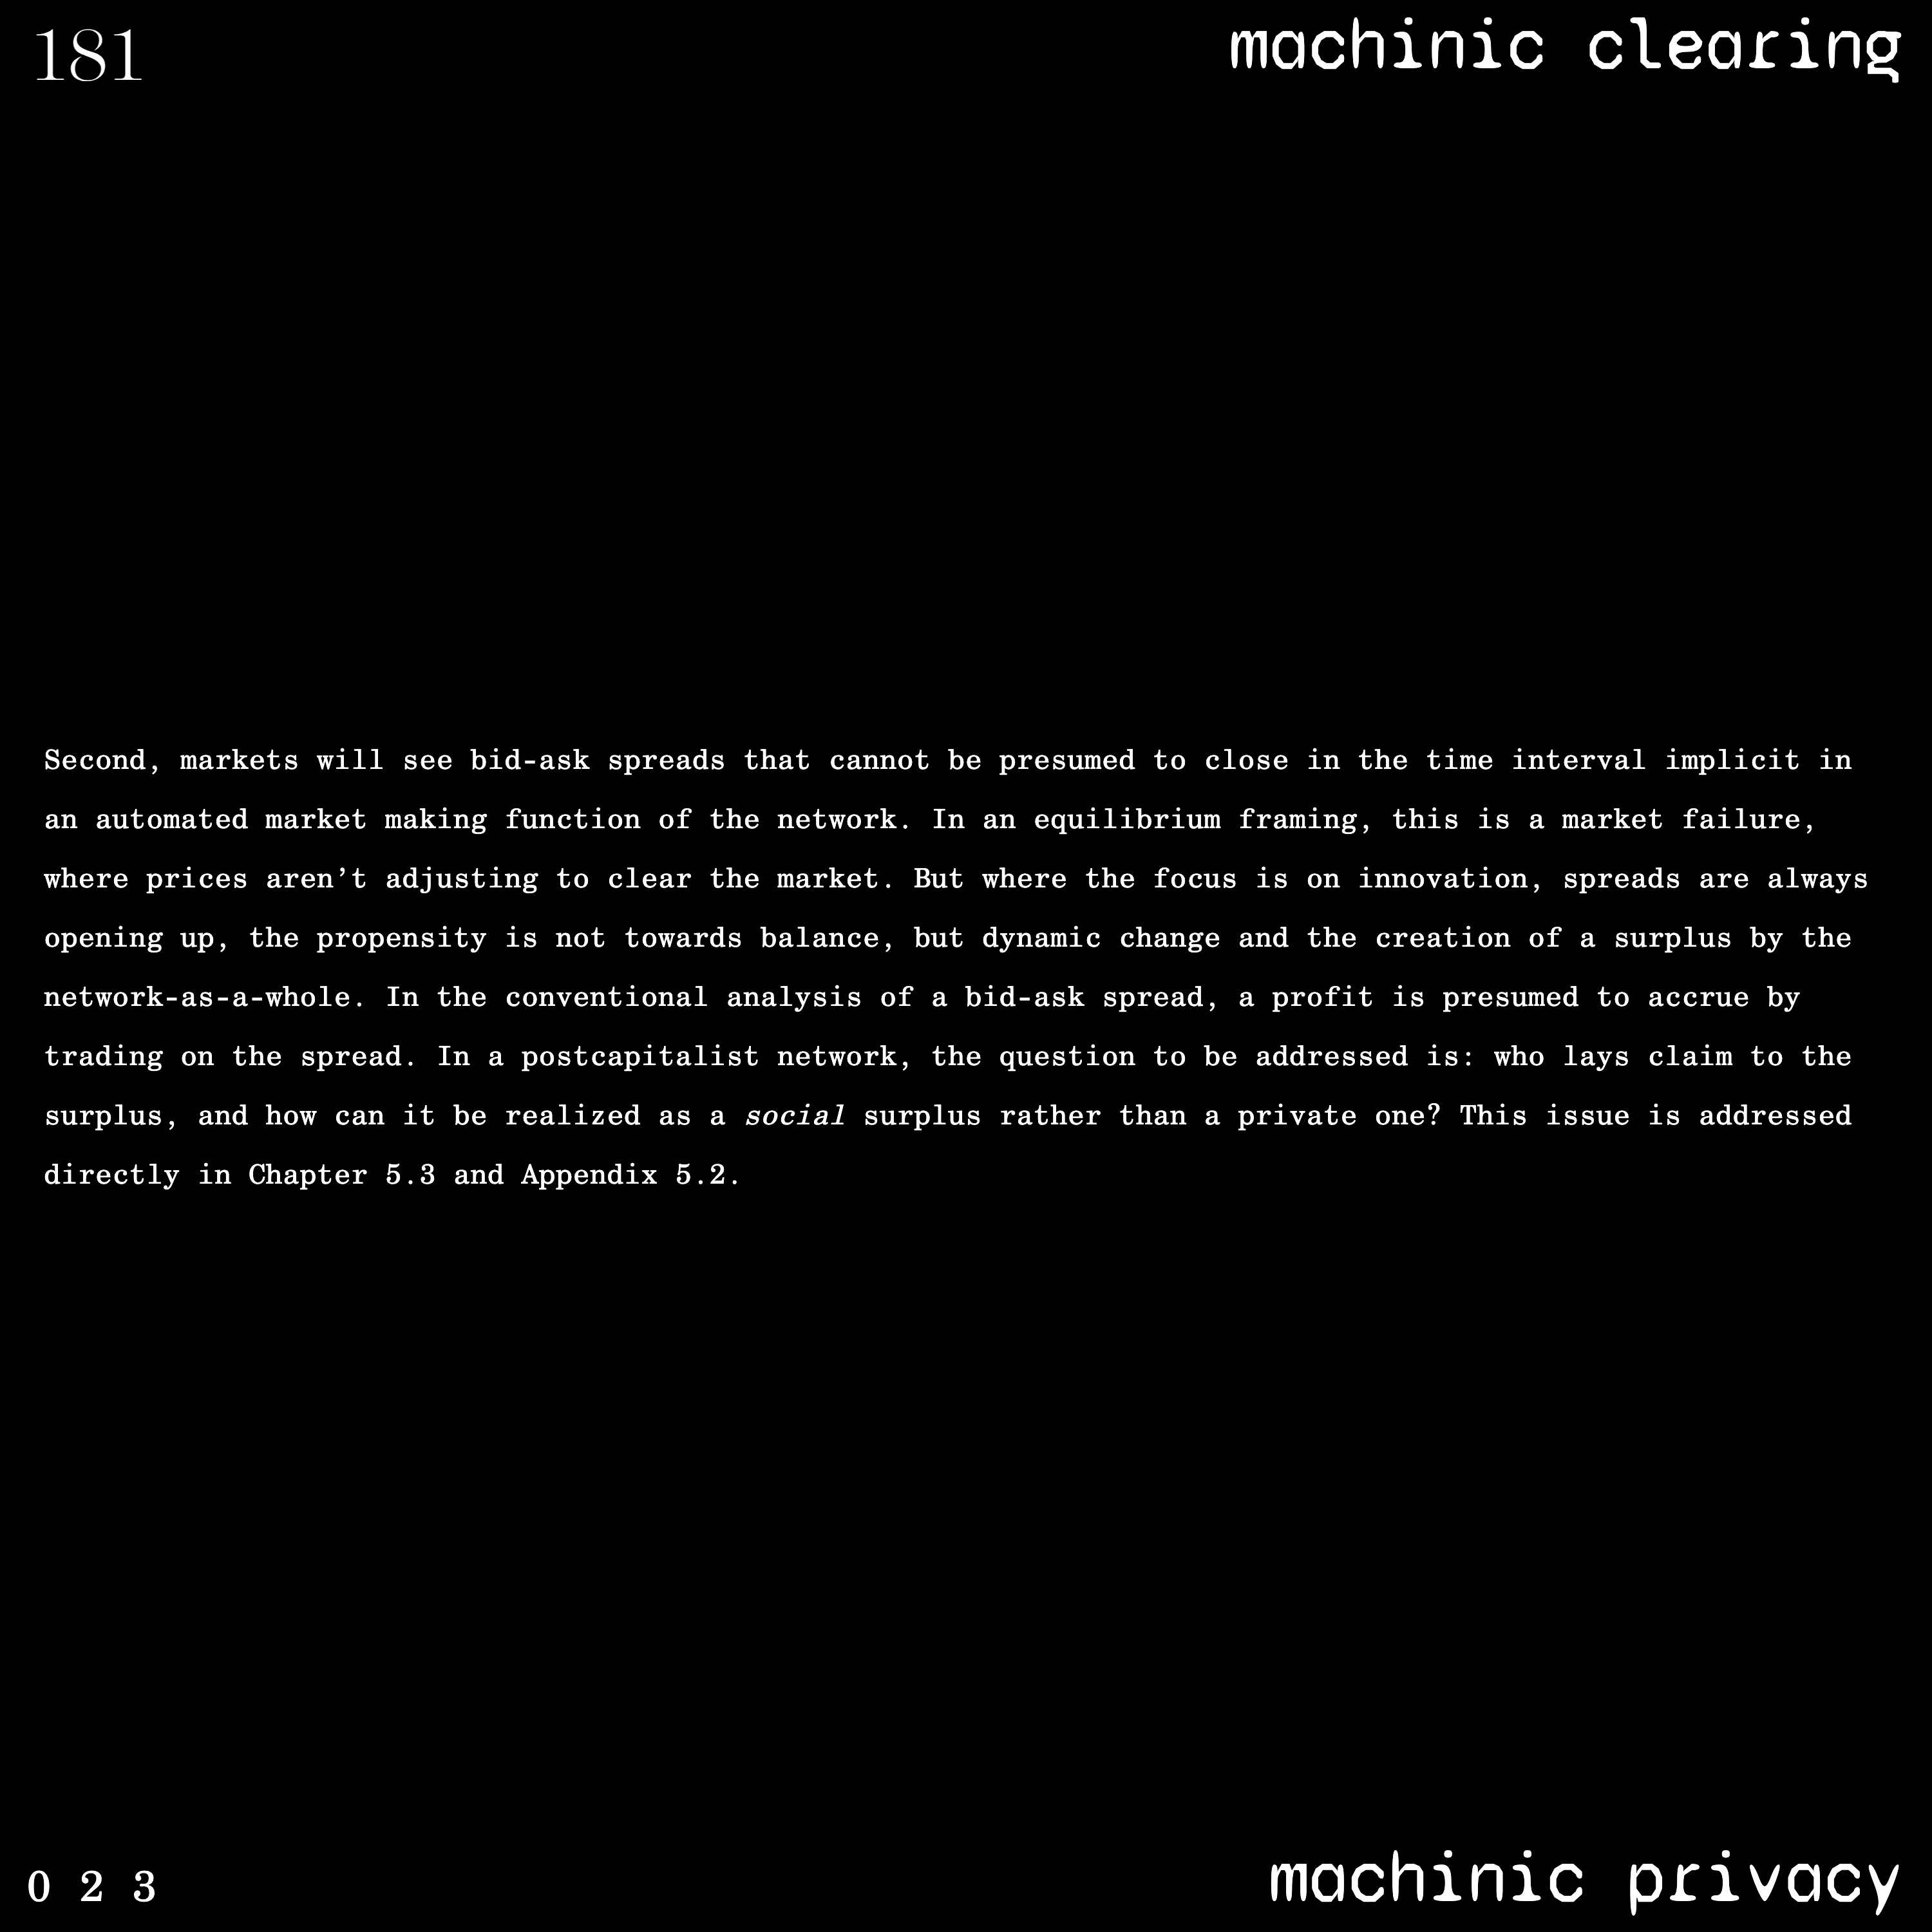 181
machinic clearing
Second, markets will see bid-ask spreads that cannot be presumed to close in the time interval implicit in
an automated market making function of the network. In an equilibrium framing, this is a market failure,
where prices aren’t adjusting to clear the market. But where the focus is on innovation, spreads are always
opening up, the propensity is not towards balance, but dynamic change and the creation of a surplus by the
network-as-a-whole. In the conventional analysis of a bid-ask spread, a profit is presumed to accrue by
trading on the spread. In a postcapitalist network, the question to be addressed is: who lays claim to the
surplus, and how can it be realized as a social surplus rather than a private one? This issue is addressed
directly in Chapter 5.3 and Appendix 5.2.
0 2 3
machinic privacy